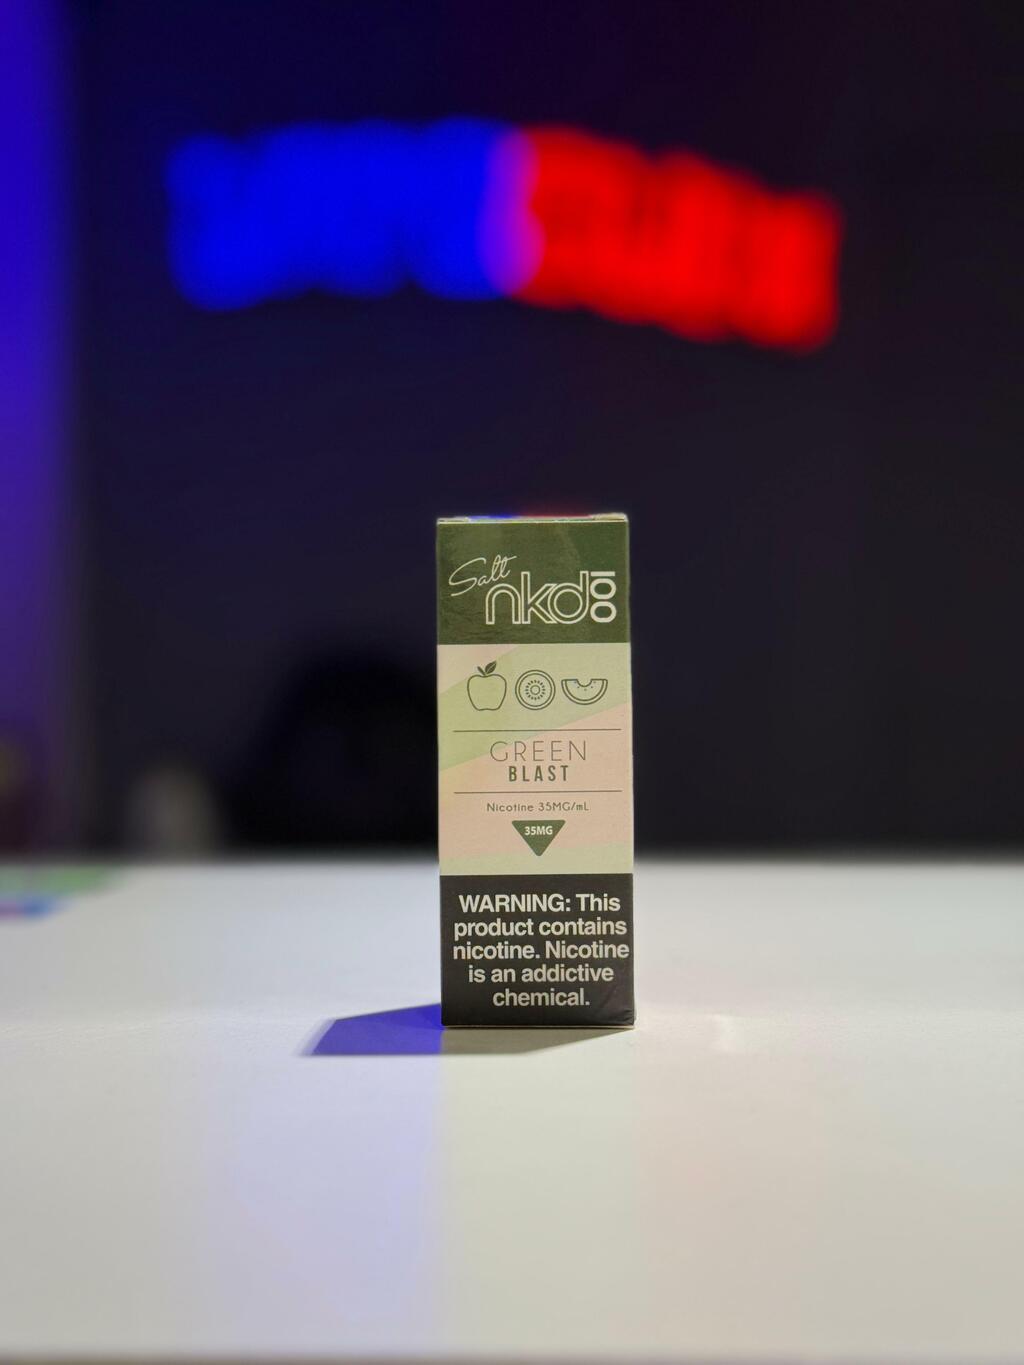 Salt
nkd 100
GREEN
BLAST
Nicotine 35MG/mL
35MG
WARNING: This
product contains
nicotine. Nicotine
is an addictive
chemical.